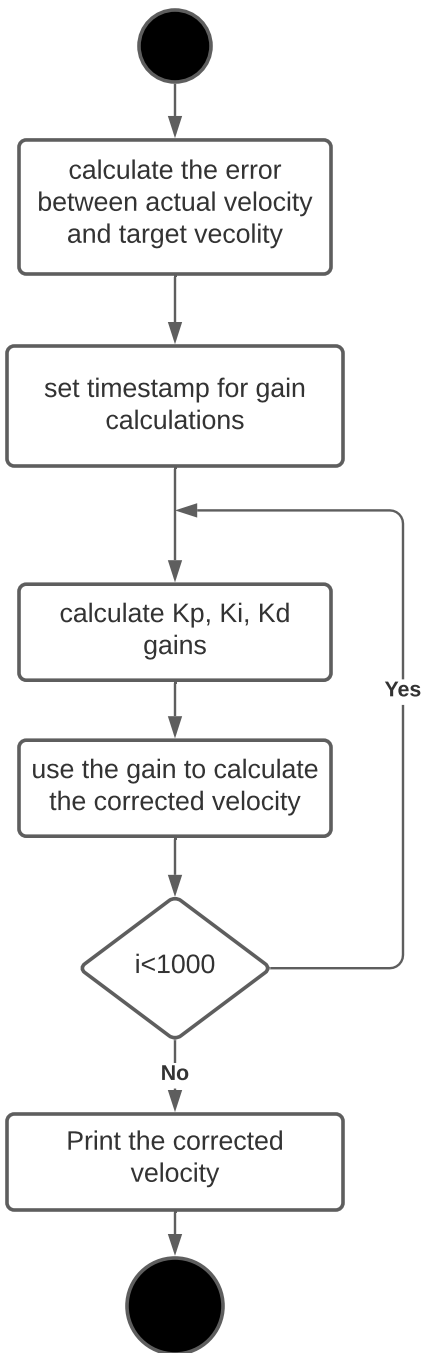 calculate the error
between actual velocity
and target vecolity
set timestamp for gain
calculations
calculate Kp, Ki, Kd
gains
Yes
use the gain to calculate
the corrected velocity
i<1000
No
Print the corrected
velocity